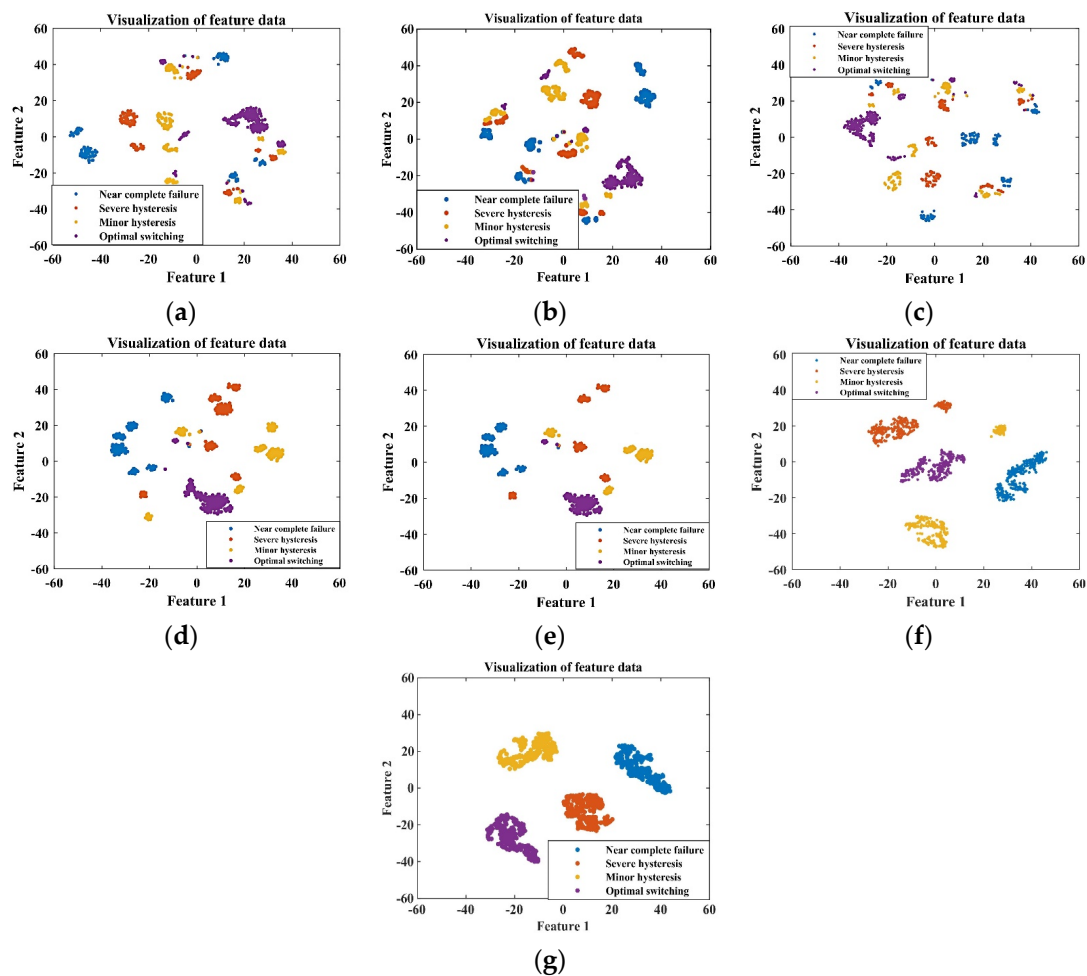 Visualization of feature data
60
40
20
0
-20
-40
-60
Feature 2
Near complete failure
Severe hysteresis
Minor hysteresis
Optimal switching
-60 -40 -20 0 20 40 60
Feature 1
(a)
Visualization of feature data
60
40
20
0
-20
-40
-60
Feature 2
Near complete failure
Severe hysteresis
Minor hysteresis
Optimal switching
-60 -40 -20 0 20 40 60
Feature 1
(b)
Visualization of feature data
60
40
20
0
-20
-40
-60
Feature 2
Near complete failure
Severe hysteresis
Minor hysteresis
Optimal switching
-60 -40 -20 0 20 40 60
Feature 1
(c)
Visualization of feature data
60
40
20
0
-20
-40
-60
Feature 2
Near complete failure
Severe hysteresis
Minor hysteresis
Optimal switching
-60 -40 -20 0 20 40 60
Feature 1
(d)
Visualization of feature data
60
40
20
0
-20
-40
-60
Feature 2
Near complete failure
Severe hysteresis
Minor hysteresis
Optimal switching
-60 -40 -20 0 20 40 60
Feature 1
(e)
Visualization of feature data
60
40
20
0
-20
-40
-60
Feature 2
Near complete failure
Severe hysteresis
Minor hysteresis
Optimal switching
-60 -40 -20 0 20 40 60
Feature 1
(f)
Visualization of feature data
60
40
20
0
-20
-40
-60
Feature 2
Near complete failure
Severe hysteresis
Minor hysteresis
Optimal switching
-60 -40 -20 0 20 40 60
Feature 1
(g)